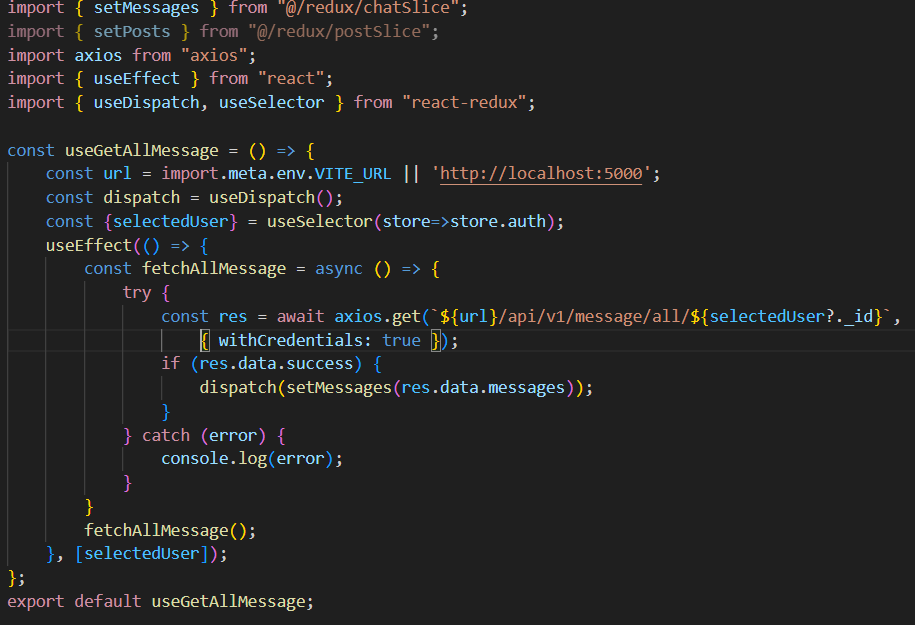 import { setMessages } from "@/redux/chatSlice";
import { setPosts } from "@/redux/postSlice";
import axios from "axios";
import { useEffect } from "react";
import { useDispatch, useSelector } from "react-redux";
const useGetAllMessage = () => {
const url = import.meta.env.VITE_URL || 'http://localhost:5000';
const dispatch = useDispatch();
const {selectedUser} = useSelector(store=>store.auth);
useEffect(() => {
const fetchAllMessage = async () => {
try {
const res = await axios.get(`${url}/api/v1/message/all/${selectedUser?._id}`,
{ withCredentials: true });
if (res.data.success) {
dispatch(setMessages(res.data.messages));
}
} catch (error) {
console.log(error);
}
}
fetchAllMessage();
}, [selectedUser]);
};
export default useGetAllMessage;